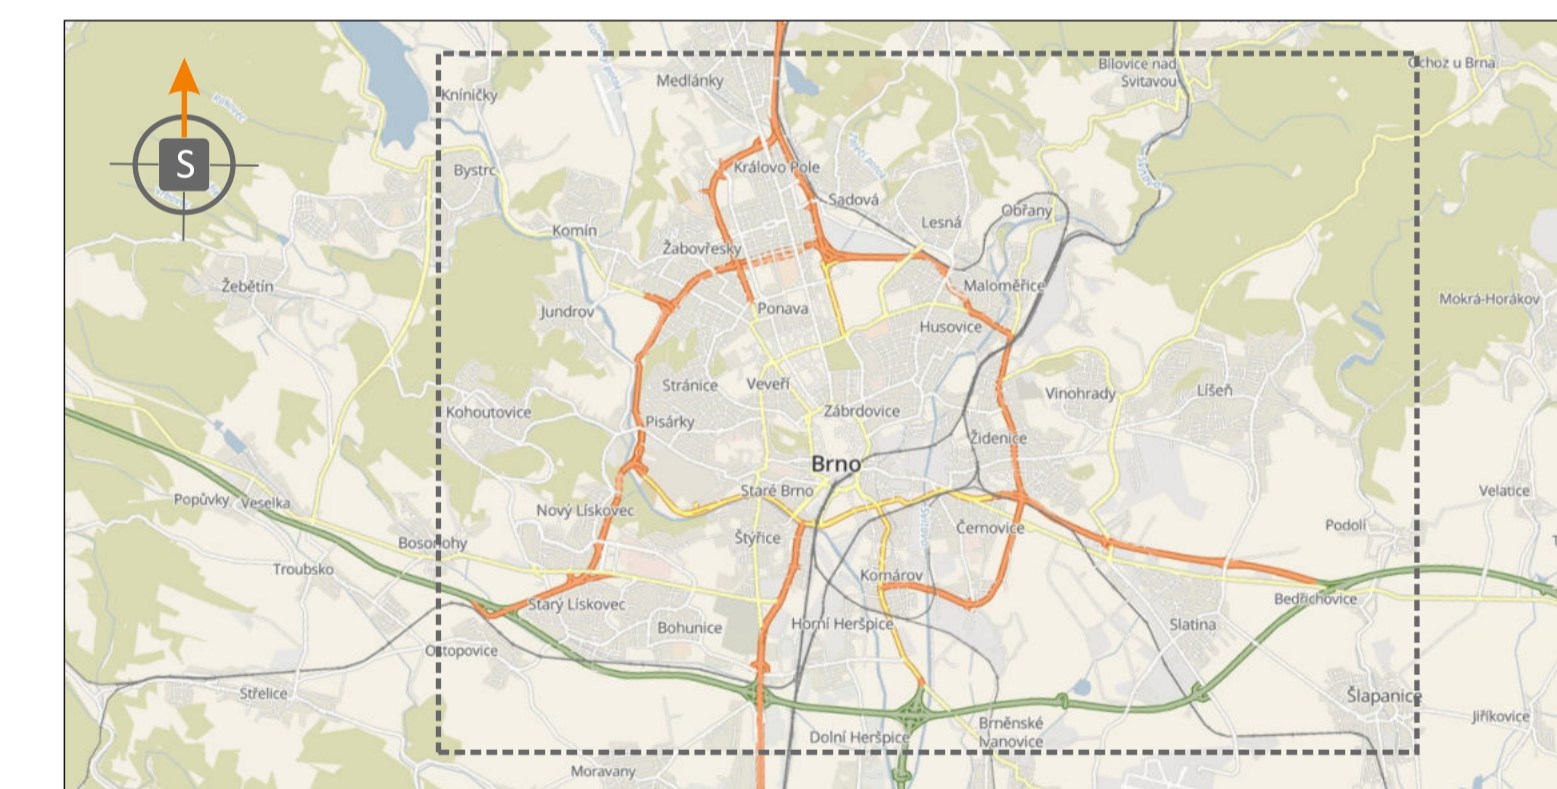 Medlánky
Bílovice nad
Svitavou
Ochoz u Brna
Kníničky
S
Bystrc
Královo Pole
Sadová
Lesná
Obřany
Komín
Žabovřesky
Žebětín
Maloměřice
Mokrá-Horákov
Jundrov
Ponava
Husovice
Stránice
Veveří
Vinohrady
Líšeň
Kohoutovice
Pisárky
Zábrdovice
Židenice
Brno
Staré Brno
Velatice
Popůvky
Veselka
Nový Lískovec
Štýřice
Černovice
Podolí
Bosonohy
Troubsko
Komárov
Starý Lískovec
Bedřichovice
Bohunice
Horní Heršpice
Slatina
Ostopovice
Střelice
Šlapanice
Jiříkovice
Dolní Heršpice
Brněnské
Ivanovice
Moravany